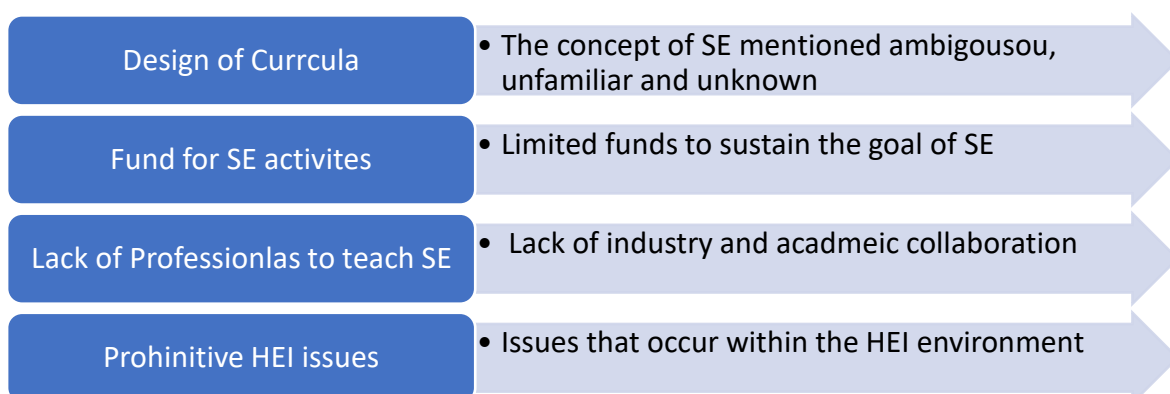 Design of Currcula
• The concept of SE mentioned ambigousou,
unfamiliar and unknown
Fund for SE activites
• Limited funds to sustain the goal of SE
Lack of Professionlas to teach SE
• Lack of industry and acadmeic collaboration
Prohinitive HEI issues
• Issues that occur within the HEI environment